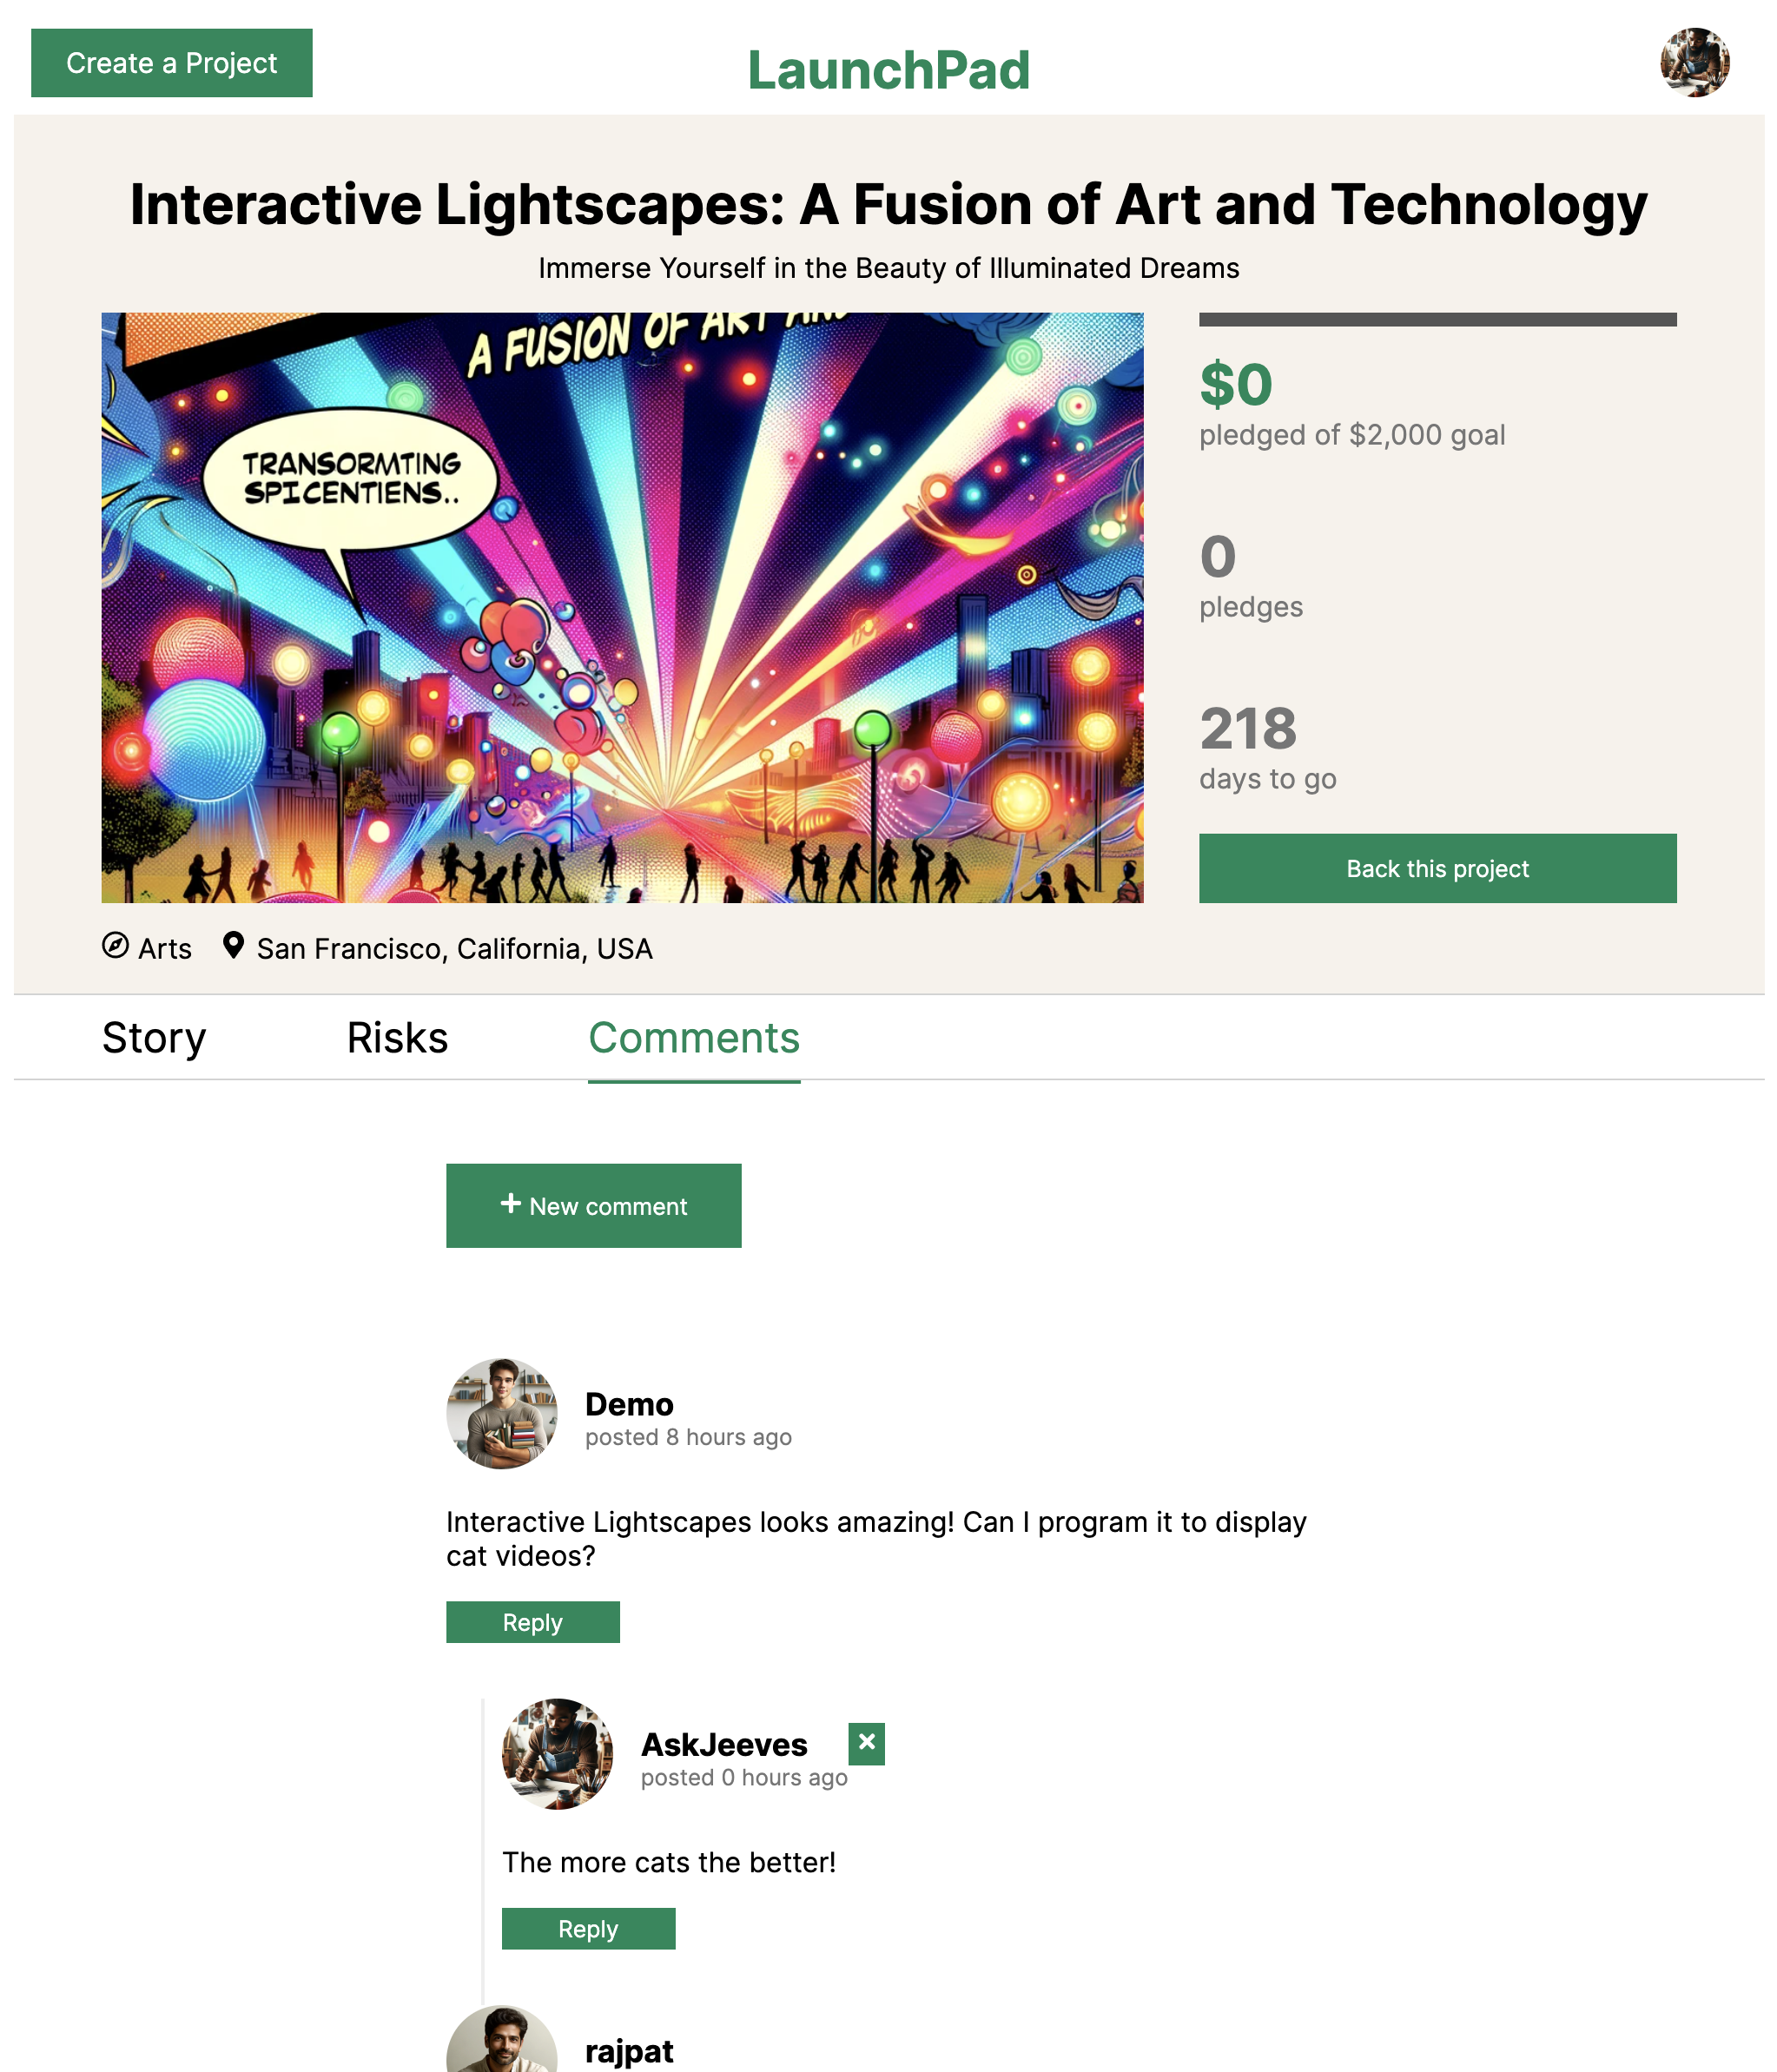 Create a Project
LaunchPad
Interactive Lightscapes: A Fusion of Art and Technology
Immerse Yourself in the Beauty of Illuminated Dreams
A FUSION OF ART AND
TRANSORMTING
SPICENTIENS..
$0
pledged of $2,000 goal
0
pledges
218
days to go
Back this project
Arts
San Francisco, California, USA
Story
Risks
Comments
+ New comment
Demo
posted 8 hours ago
Interactive Lightscapes looks amazing! Can I program it to display
cat videos?
Reply
AskJeeves
posted 0 hours ago
The more cats the better!
Reply
rajpat